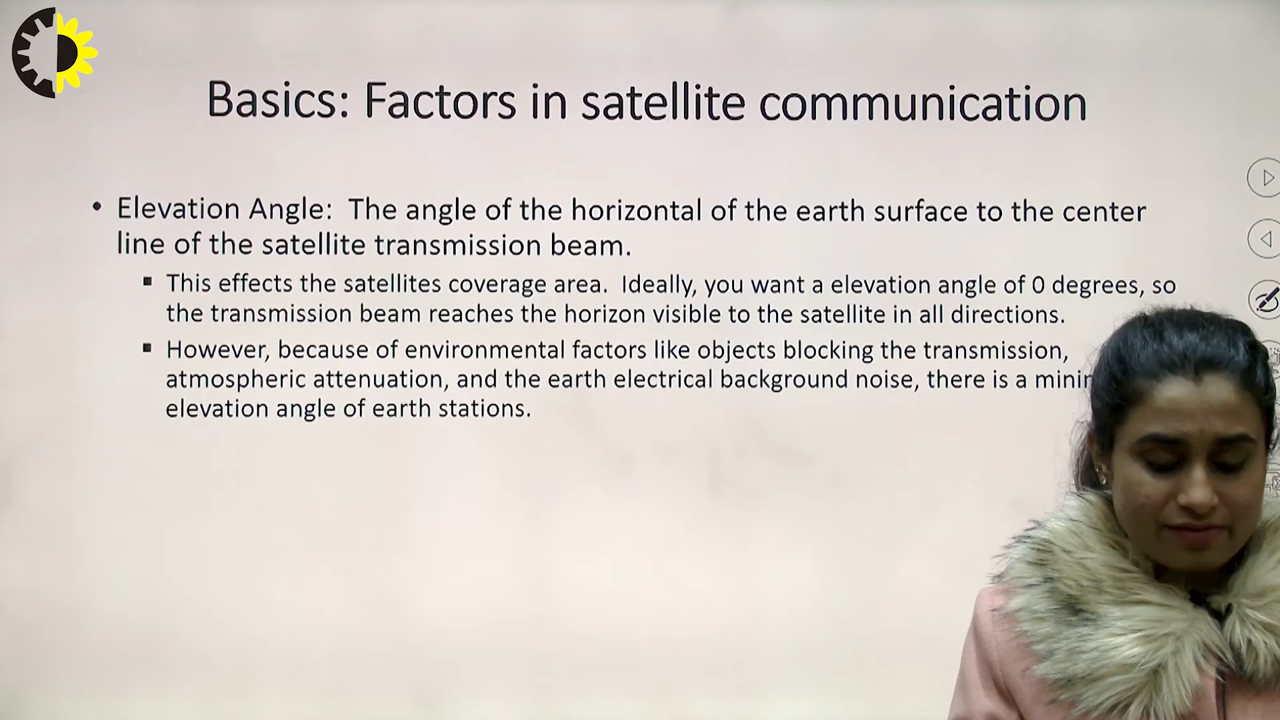 Basics: Factors in satellite communication
• Elevation Angle: The angle of the horizontal of the earth surface to the center
line of the satellite transmission beam.
▪ This effects the satellites coverage area. Ideally, you want a elevation angle of 0 degrees, so
the transmission beam reaches the horizon visible to the satellite in all directions.
▪ However, because of environmental factors like objects blocking the transmission,
atmospheric attenuation, and the earth electrical background noise, there is a
elevation angle of earth stations.